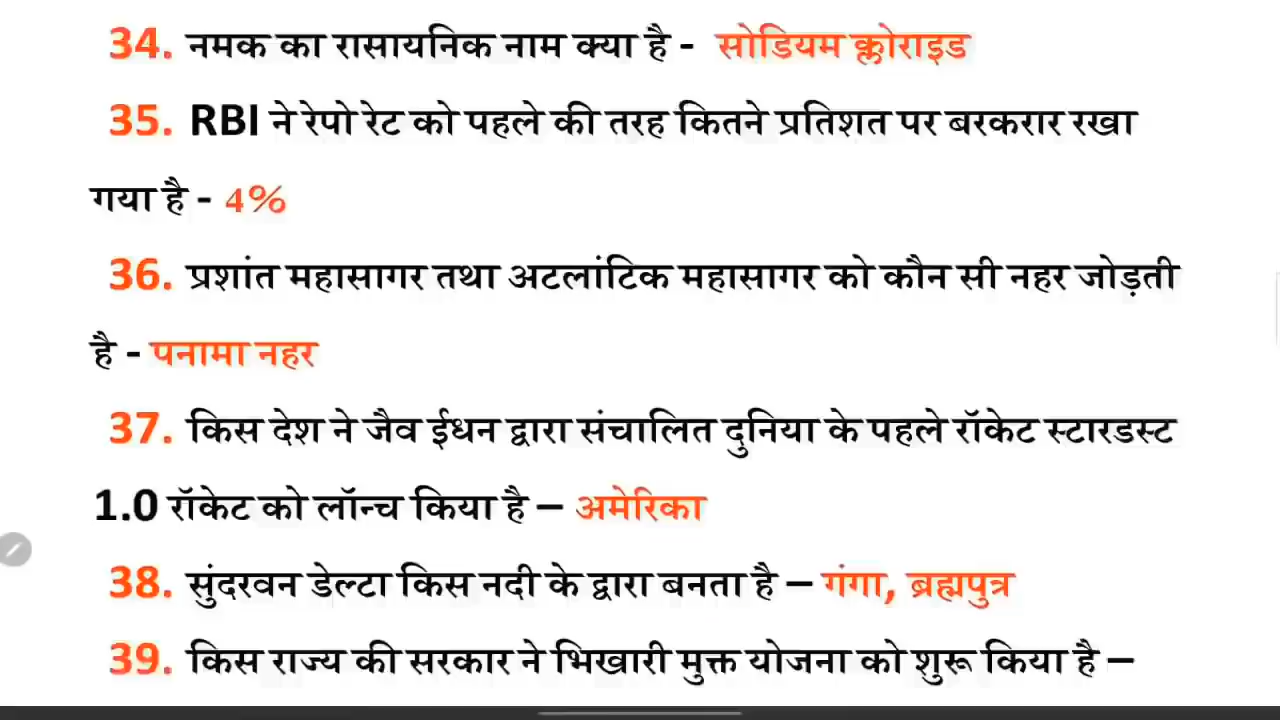 34. नमक का रासायनिक नाम क्या है - सोडियम क्लोराइड
35. RBI ने रेपो रेट को पहले की तरह कितने प्रतिशत पर बरकरार रखा
गया है - 4%
36. प्रशांत महासागर तथा अटलांटिक महासागर को कौन सी नहर जोड़ती
है - पनामा नहर
37. किस देश ने जैव ईधन द्वारा संचालित दुनिया के पहले रॉकेट स्टारडस्ट
1.0 रॉकेट को लॉन्च किया है – अमेरिका
38. सुंदरवन डेल्टा किस नदी के द्वारा बनता है – गंगा, ब्रह्मपुत्र
39. किस राज्य की सरकार ने भिखारी मुक्त योजना को शुरू किया है –